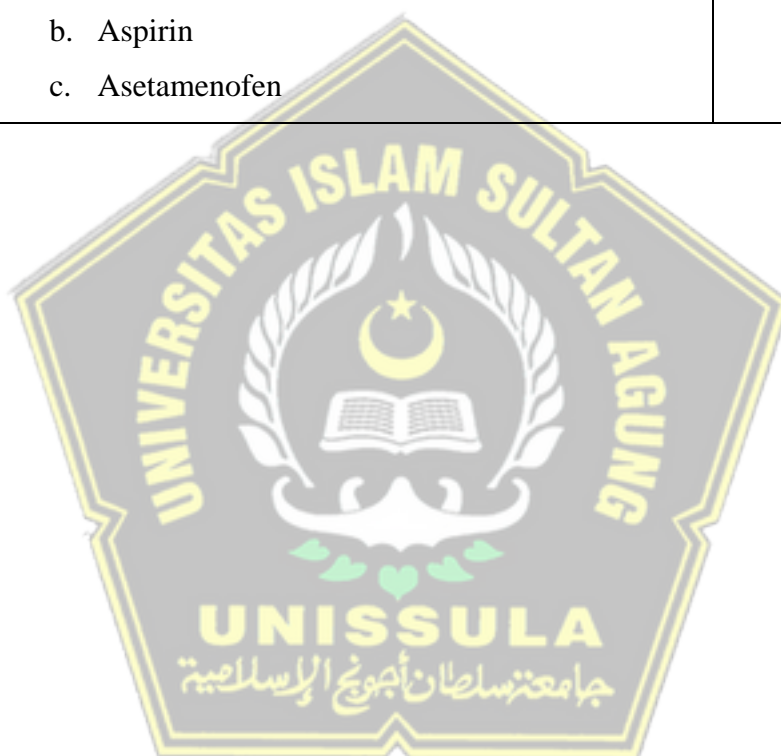 b. Aspirin
c. Asetamenofen
UNIVERSITAS ISLAM SULTAN AGUNG
UNISSULA
جامعة سلطان أجونج الإسلامية